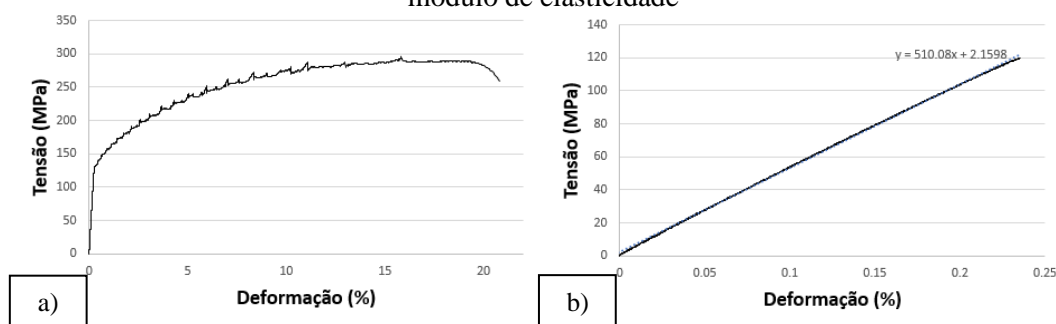 módulo de elasticidade
350
300
250
200
150
100
50
0
0 5 10 15 20
Tensão (MPa)
Deformação (%)
a)
140
120
100
80
60
40
20
0
0 0.05 0.1 0.15 0.2 0.25
y = 510.08x + 2.1598
Tensão (MPa)
Deformação (%)
b)